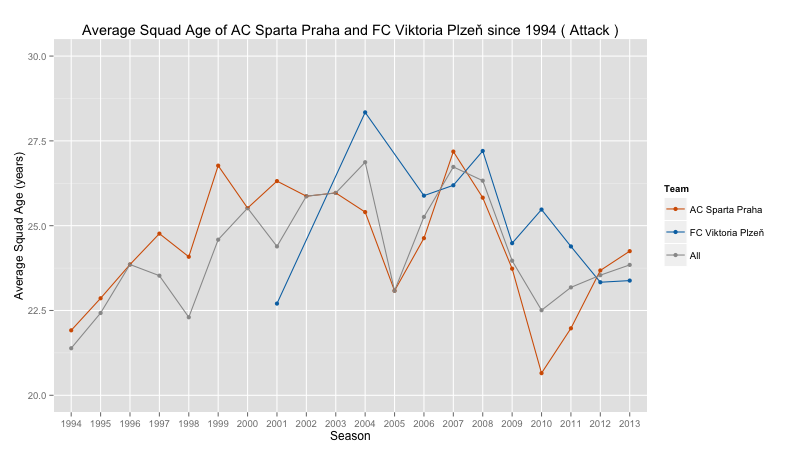 Average Squad Age of AC Sparta Praha and FC Viktoria Plzeň since 1994 ( Attack )
Average Squad Age (years)
30.0
27.5
25.0
22.5
20.0
1994 1995 1996 1997 1998 1999 2000 2001 2002 2003 2004 2005 2006 2007 2008 2009 2010 2011 2012 2013
Season
Team
AC Sparta Praha
FC Viktoria Plzeň
All